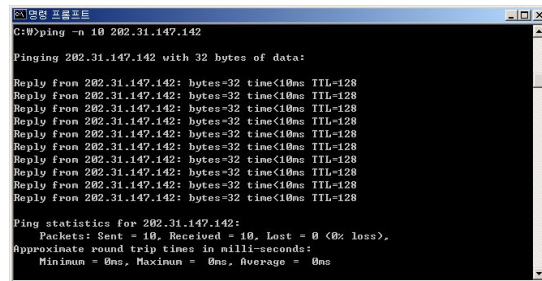 명령 프롬프트
C:\>ping -n 10 202.31.147.142
Pinging 202.31.147.142 with 32 bytes of data:
Reply from 202.31.147.142: bytes=32 time<10ms TTL=128
Reply from 202.31.147.142: bytes=32 time<10ms TTL=128
Reply from 202.31.147.142: bytes=32 time<10ms TTL=128
Reply from 202.31.147.142: bytes=32 time<10ms TTL=128
Reply from 202.31.147.142: bytes=32 time<10ms TTL=128
Reply from 202.31.147.142: bytes=32 time<10ms TTL=128
Reply from 202.31.147.142: bytes=32 time<10ms TTL=128
Reply from 202.31.147.142: bytes=32 time<10ms TTL=128
Reply from 202.31.147.142: bytes=32 time<10ms TTL=128
Reply from 202.31.147.142: bytes=32 time<10ms TTL=128
Ping statistics for 202.31.147.142:
Packets: Sent = 10, Received = 10, Lost = 0 (0% loss),
Approximate round trip times in milli-seconds:
Minimum = 0ms, Maximum = 0ms, Average = 0ms